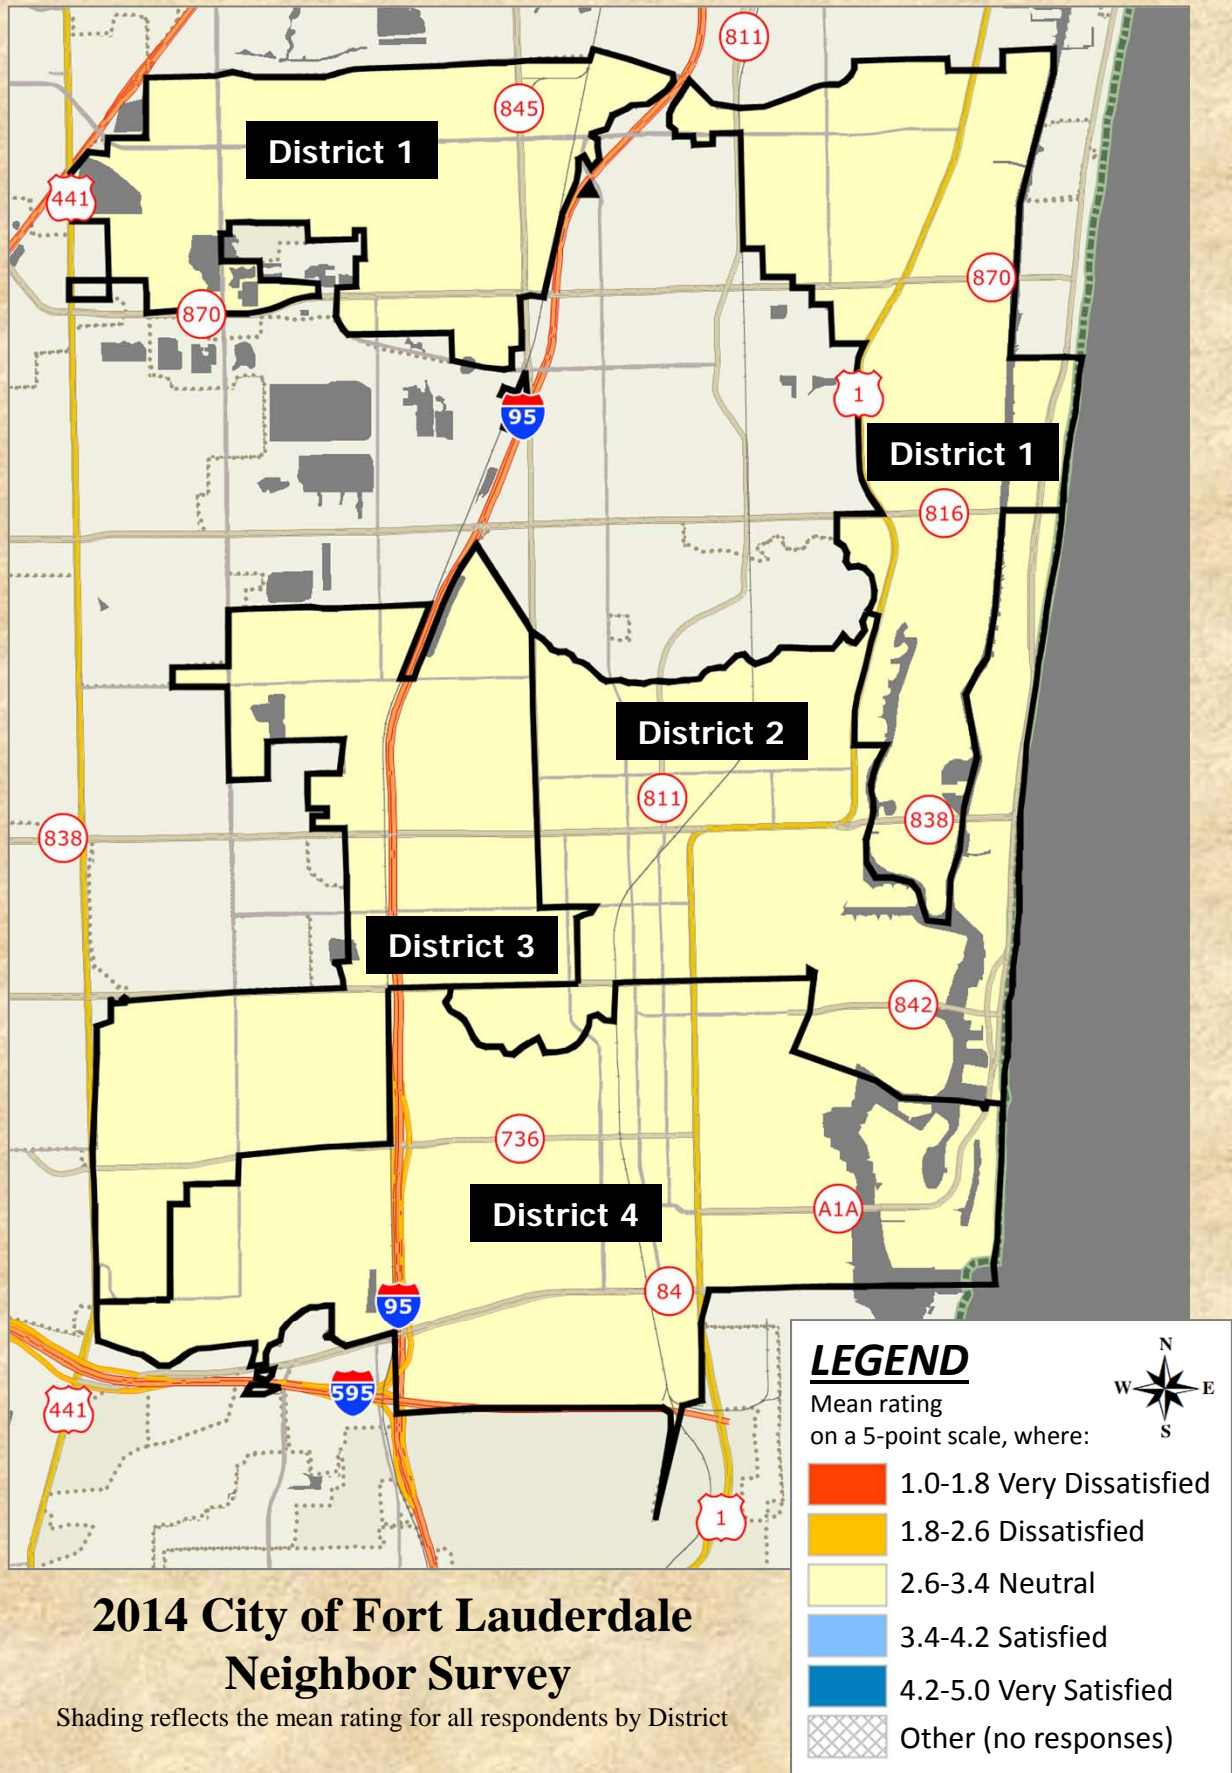 811
845
District 1
441
870
870
95
1
District 1
816
District 2
811
838
838
District 3
842
736
District 4
A1A
84
95
595
441
1
LEGEND
Mean rating
on a 5-point scale, where:
N
W E
S
1.0-1.8 Very Dissatisfied
1.8-2.6 Dissatisfied
2.6-3.4 Neutral
3.4-4.2 Satisfied
4.2-5.0 Very Satisfied
Other (no responses)
2014 City of Fort Lauderdale
Neighbor Survey
Shading reflects the mean rating for all respondents by District